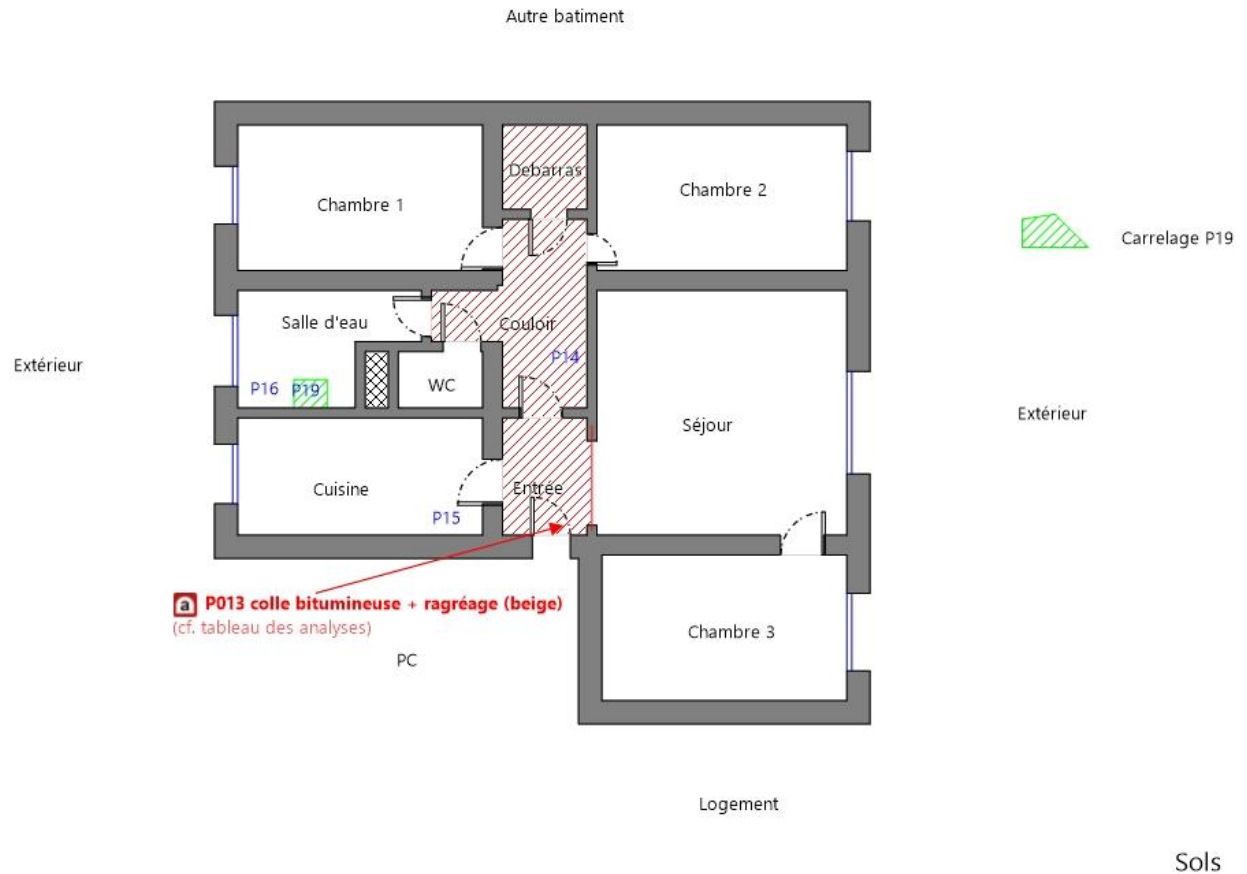 Autre batiment
Debarras
Chambre 1
Chambre 2
Carrelage P19
Salle d'eau
Couloir
P14
Extérieur
WC
P16
P19
Extérieur
Séjour
Cuisine
Entrée
P15
a P013 colle bitumineuse + ragréage (beige)
(cf. tableau des analyses)
Chambre 3
PC
Logement
Sols